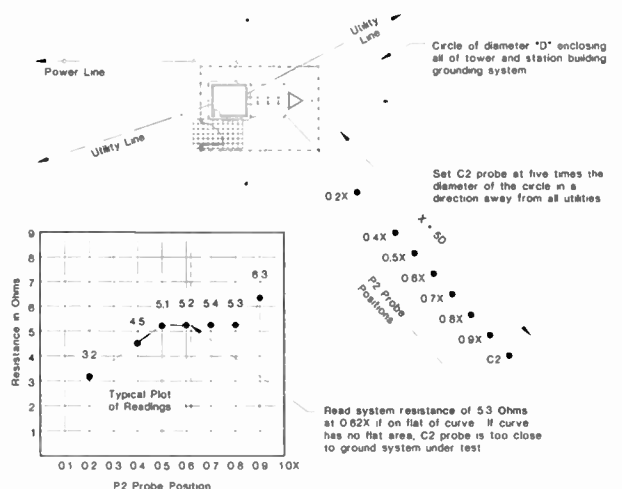 Utility
Line
Power Line
Utility Line
Circle of diameter "D" enclosing
all of tower and station building
grounding system
Set C2 probe at five times the
diameter of the circle in a
direction away from all utilities
0.2X
0.4X
0.5X
0.6X
0.7X
0.8X
0.9X
C2
X = 5D
P2 Probe
Positions
Resistance in Ohms
9
8
7
6
5
4
3
2
1
3.2
4.5
5.1
5.2
5.4
5.3
6.3
Typical Plot
of Readings
0.1 0.2 0.3 0.4 0.5 0.6 0.7 0.8 0.9 1.0X
P2 Probe Position
Read system resistance of 5.3 Ohms
at 0.62X if on flat of curve. If curve
has no flat area, C2 probe is too close
to ground system under test